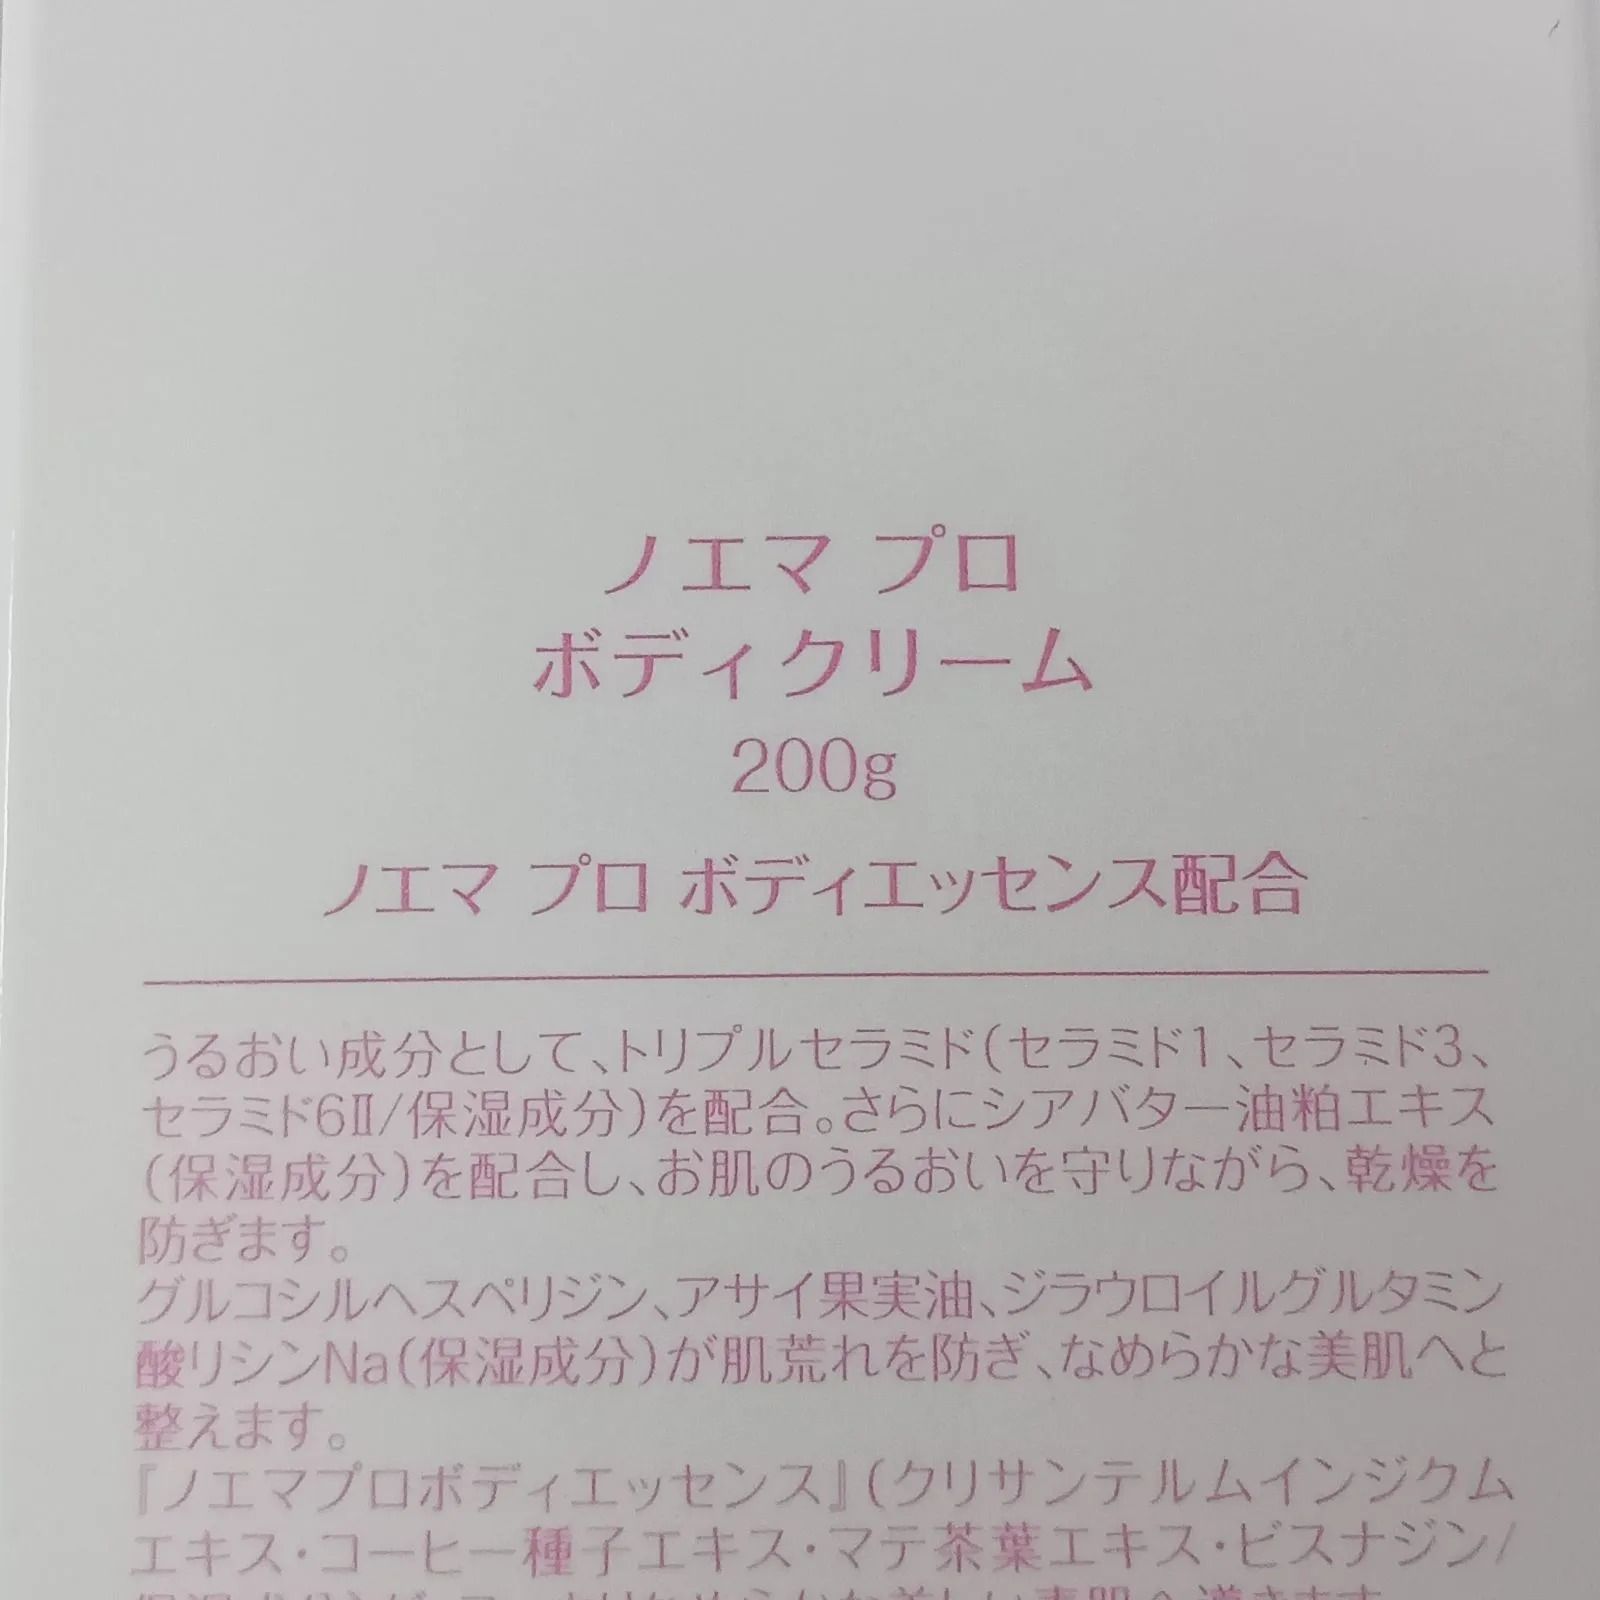 ノエマ プロ
ボディクリーム
200g
ノエマ プロ ボディエッセンス配合
うるおい成分として、トリプルセラミド(セラミド1、セラミド3、
セラミド6Ⅱ/保湿成分)を配合。さらにシアバター油粕エキス
(保湿成分)を配合し、お肌のうるおいを守りながら、乾燥を
防ぎます。
グルコシルヘスペリジン、アサイ果実油、ジラウロイルグルタミン
酸リシンNa(保湿成分)が肌荒れを防ぎ、なめらかな美肌へと
整えます。
『ノエマプロボディエッセンス』(クリサンテルムインジクム
エキス・コーヒー種子エキス・マテ茶葉エキス・ビスナジン/